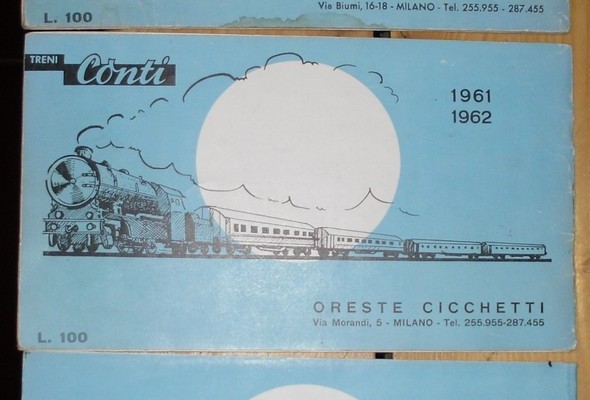 Via Biumi, 16-18 - MILANO - Tel. 255.955 - 287.455
L. 100
TRENI
Conti
1961
1962
ORESTE CICCHETTI
Via Morandi, 5 - MILANO - Tel. 255.955-287.455
L. 100